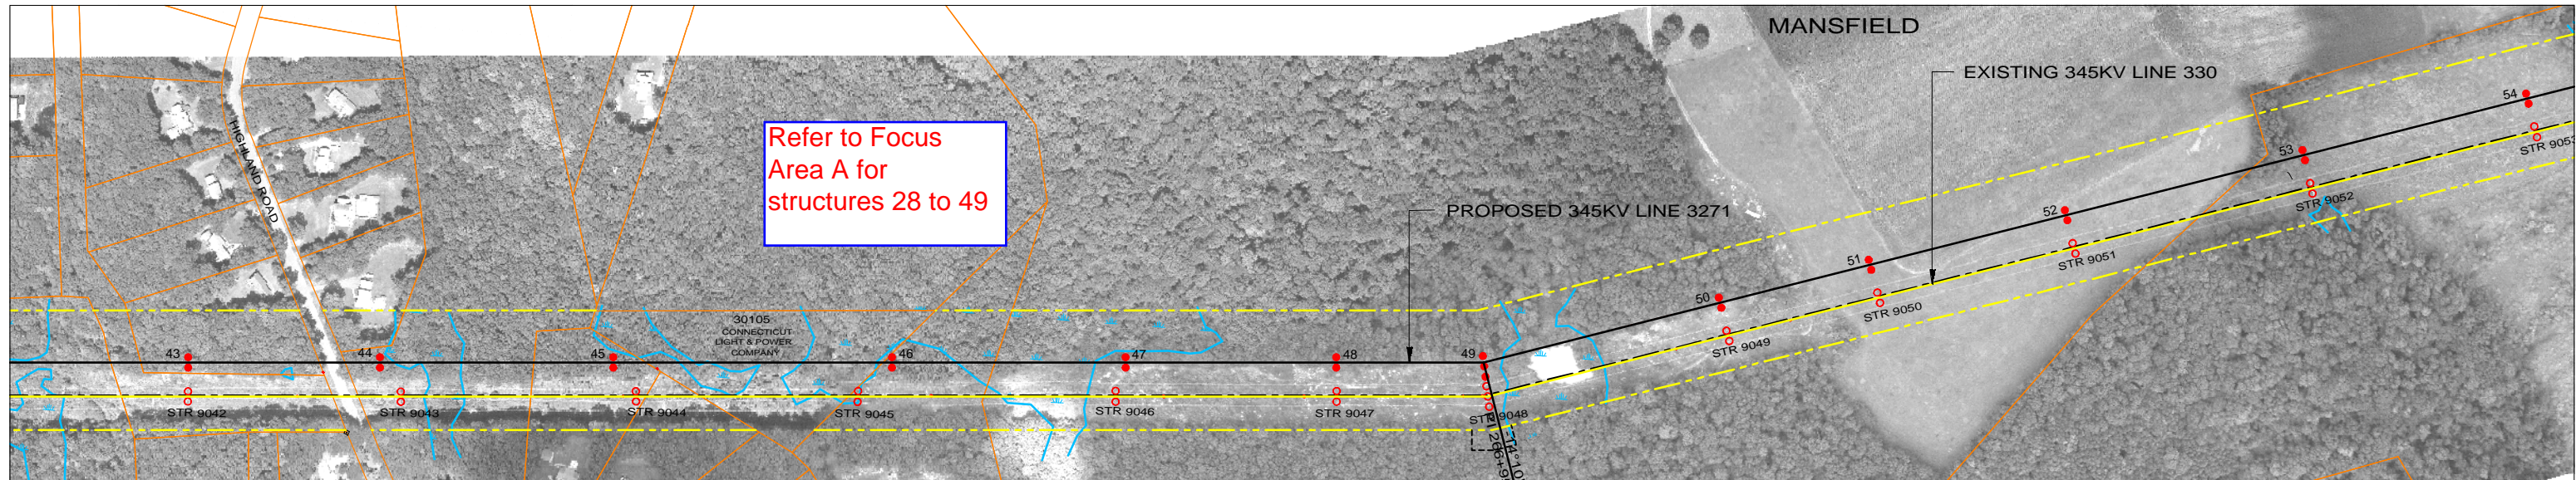 MANSFIELD
EXISTING 345KV LINE 330
Refer to Focus
Area A for
structures 28 to 49
PROPOSED 345KV LINE 3271
HIGHLAND ROAD
30105
CONNECTICUT
LIGHT & POWER
COMPANY
43
44
45
46
47
48
49
50
51
52
53
54
STR 9042
STR 9043
STR 9044
STR 9045
STR 9046
STR 9047
STR 9048
STR 9049
STR 9050
STR 9051
STR 9052
STR 9053